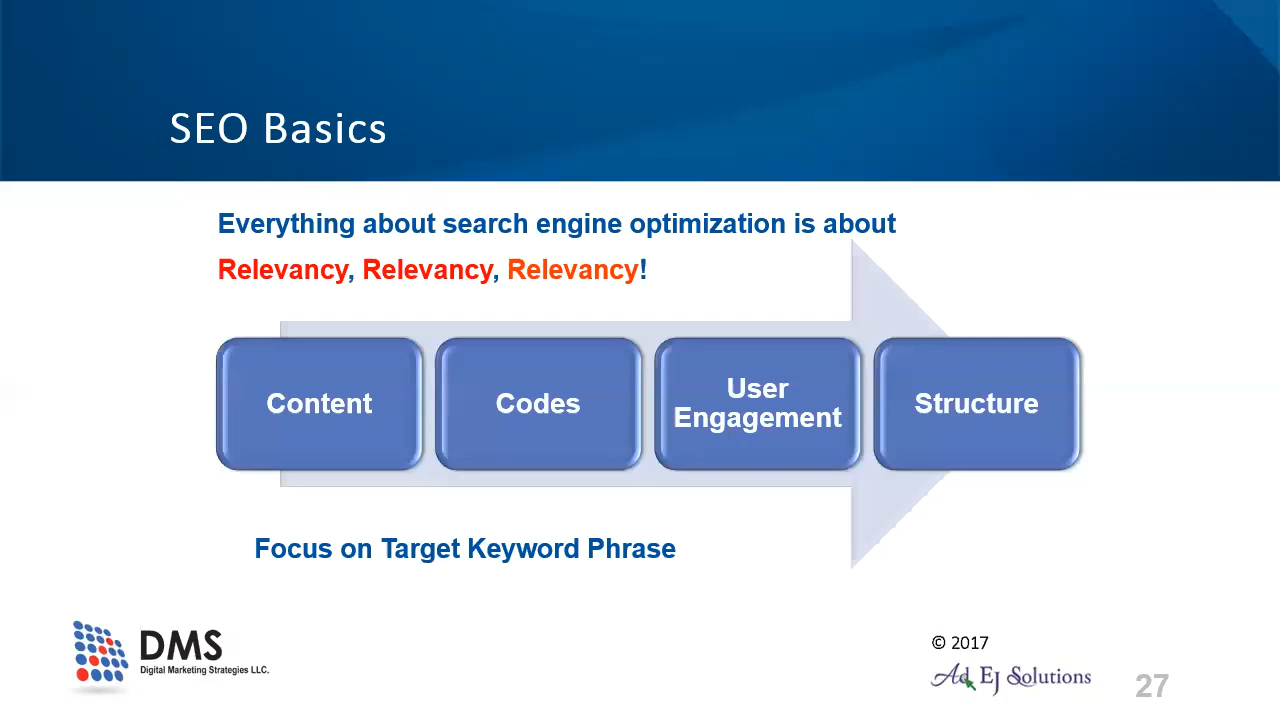 SEO Basics
Everything about search engine optimization is about
Relevancy, Relevancy, Relevancy!
Content
Codes
User
Engagement
Structure
Focus on Target Keyword Phrase
DMS
Digital Marketing Strategies LLC.
© 2017
Ad Ej Solutions
27